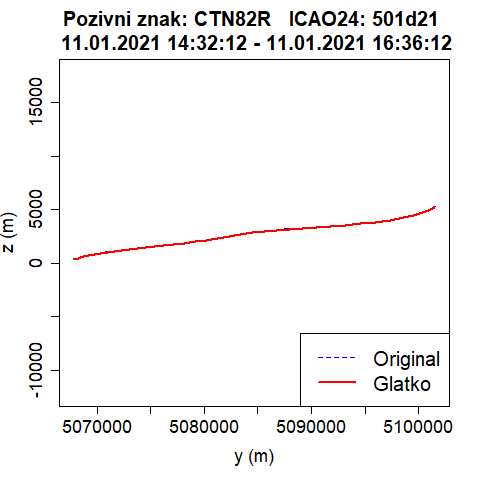 Pozivni znak: CTN82R ICAO24: 501d21
11.01.2021 14:32:12 - 11.01.2021 16:36:12
15000
5000
0
-10000
z (m)
5070000 5080000 5090000 5100000
y (m)
Original
Glatko